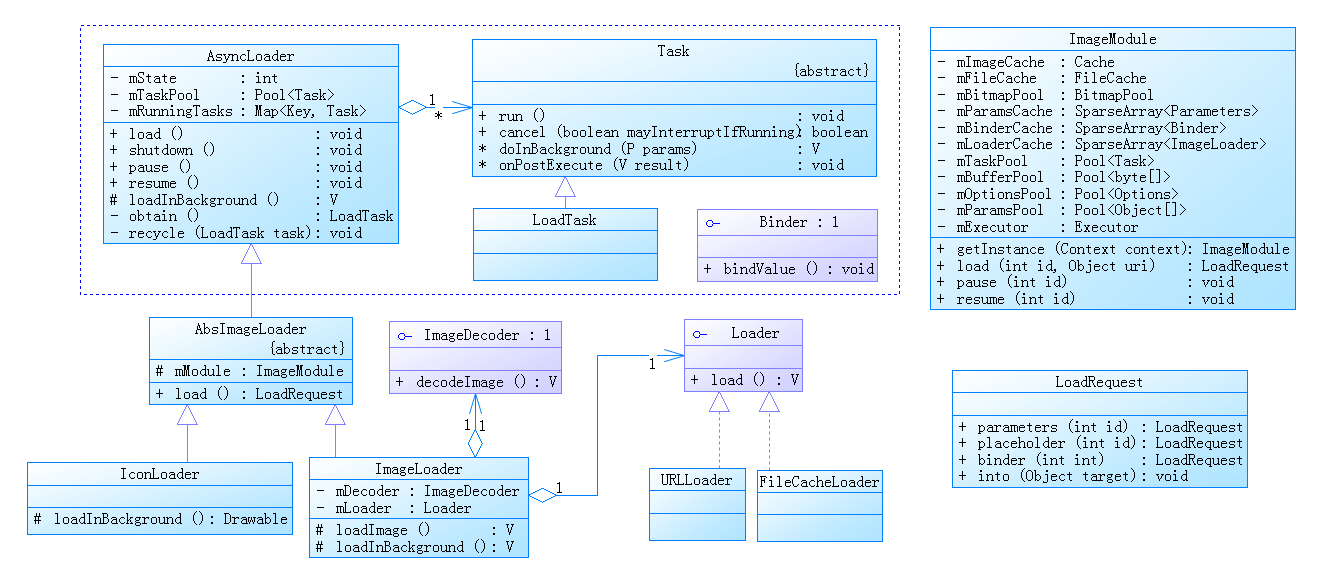 AsyncLoader
- mState : int
- mTaskPool : Pool<Task>
- mRunningTasks : Map<Key, Task>
+ load () : void
+ shutdown () : void
+ pause () : void
+ resume () : void
# loadInBackground () : V
- obtain () : LoadTask
- recycle (LoadTask task) : void
1
*
Task
{abstract}
+ run () : void
+ cancel (boolean mayInterruptIfRunning) : boolean
* doInBackground (P params) : V
* onPostExecute (V result) : void
LoadTask
Binder : 1
+ bindValue () : void
ImageModule
- mImageCache : Cache
- mFileCache : FileCache
- mBitmapPool : BitmapPool
- mParamsCache : SparseArray<Parameters>
- mBinderCache : SparseArray<Binder>
- mLoaderCache : SparseArray<ImageLoader>
- mTaskPool : Pool<Task>
- mBufferPool : Pool<byte[]>
- mOptionsPool : Pool<Options>
- mParamsPool : Pool<Object[]>
- mExecutor : Executor
+ getInstance (Context context) : ImageModule
+ load (int id, Object uri) : LoadRequest
+ pause (int id) : void
+ resume (int id) : void
AbsImageLoader
{abstract}
# mModule : ImageModule
+ load () : LoadRequest
ImageDecoder : 1
+ decodeImage () : V
Loader
+ load () : V
1
1
1
1
LoadRequest
+ parameters (int id) : LoadRequest
+ placeholder (int id) : LoadRequest
+ binder (int int) : LoadRequest
+ into (Object target) : void
IconLoader
# loadInBackground () : Drawable
ImageLoader
- mDecoder : ImageDecoder
- mLoader : Loader
# loadImage () : V
# loadInBackground () : V
URLLoader
FileCacheLoader